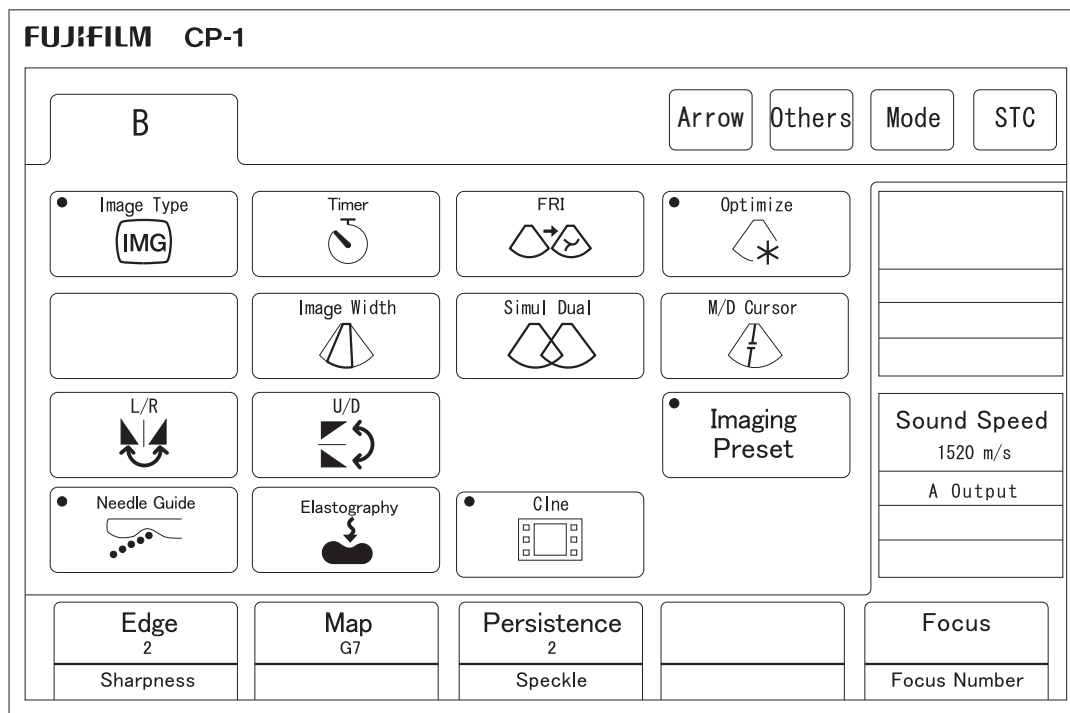 FUJIFILM CP-1
B
Arrow Others Mode STC
Image Type
IMG
Timer
FRI
Optimize
Image Width
Simul Dual
M/D Cursor
L/R
U/D
Imaging
Preset
Needle Guide
Elastography
CIne
Sound Speed
1520 m/s
A Output
Edge
2
Sharpness
Map
G7
Persistence
2
Speckle
Focus
Focus Number